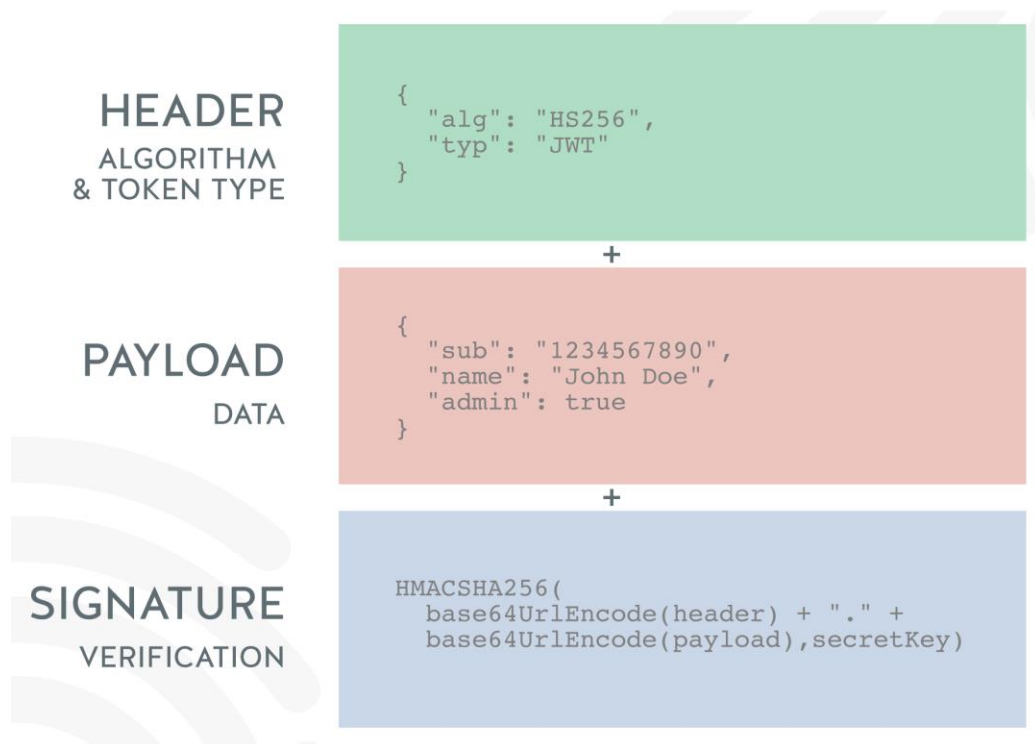 HEADER
ALGORITHM
& TOKEN TYPE
{
"alg": "HS256",
"typ": "JWT"
}
+
PAYLOAD
DATA
{
"sub": "1234567890",
"name": "John Doe",
"admin": true
}
+
SIGNATURE
VERIFICATION
HMACSHA256(
base64UrlEncode(header) + "." +
base64UrlEncode(payload),secretKey)